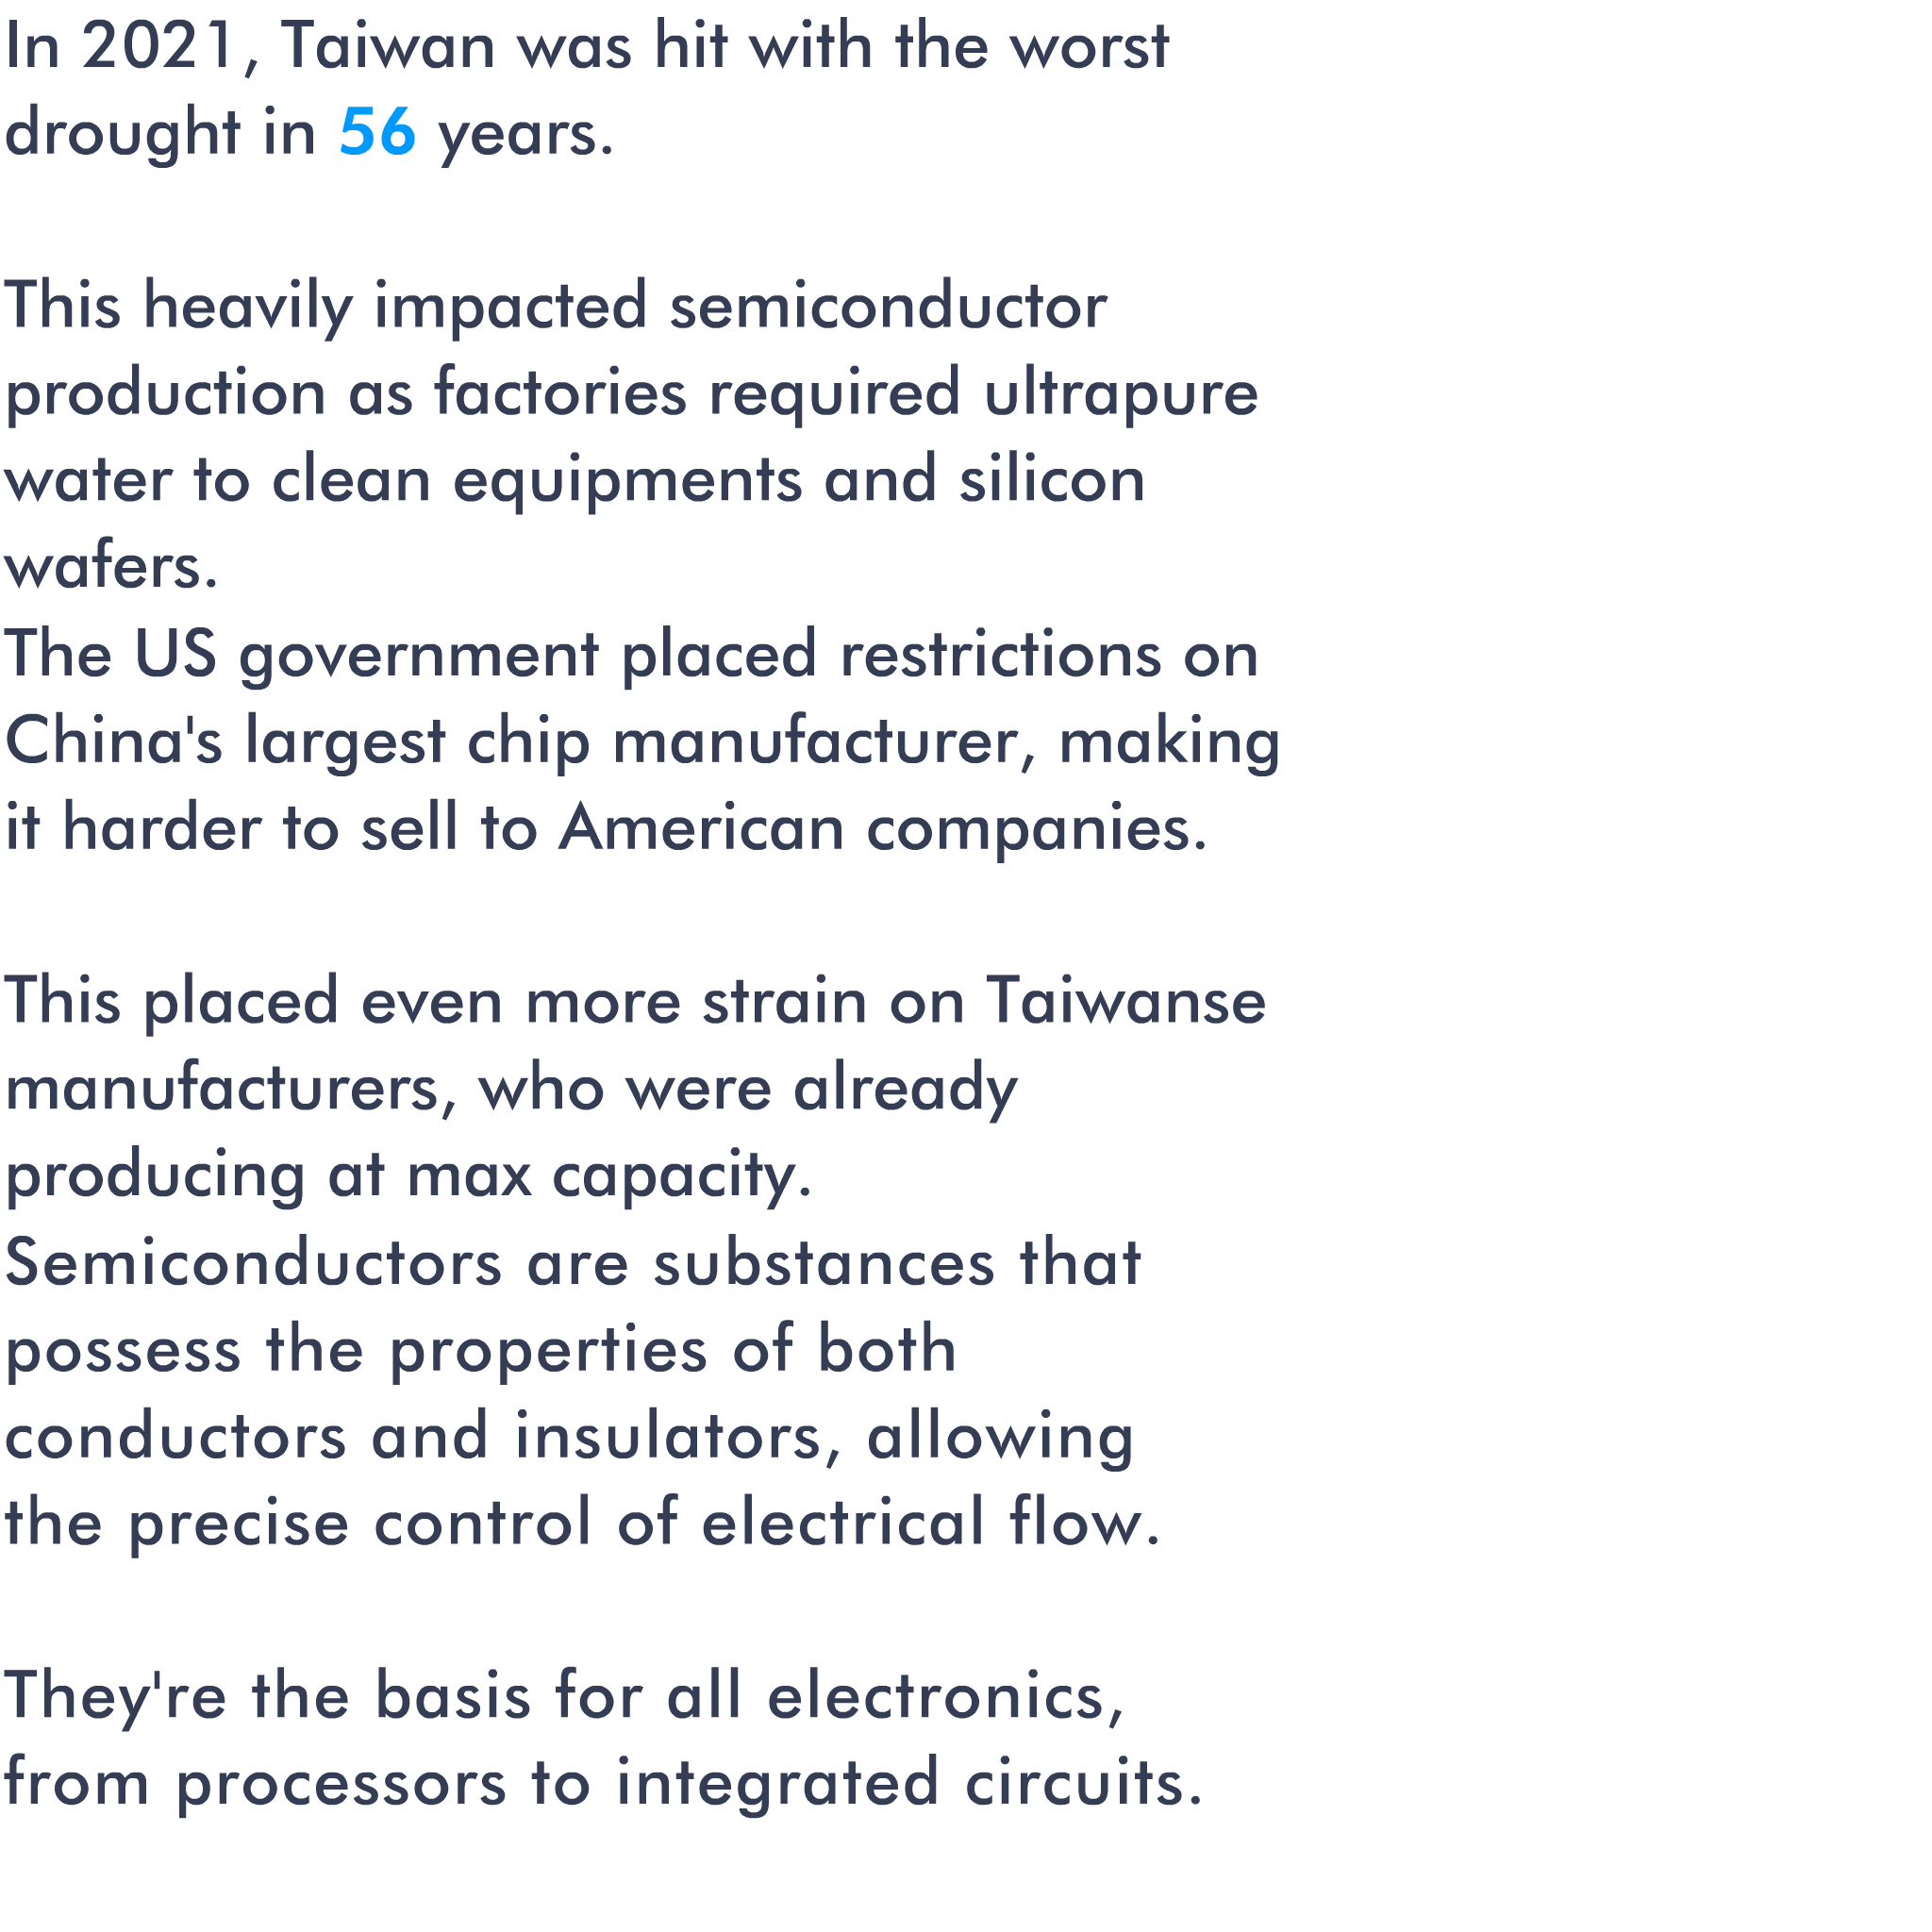 In 2021, Taiwan was hit with the worst
drought in 56 years.
This heavily impacted semiconductor
production as factories required ultrapure
water to clean equipments and silicon
wafers.
The US government placed restrictions on
China's largest chip manufacturer, making
it harder to sell to American companies.
This placed even more strain on Taiwanse
manufacturers, who were already
producing at max capacity.
Semiconductors are substances that
possess the properties of both
conductors and insulators, allowing
the precise control of electrical flow.
They're the basis for all electronics,
from processors to integrated circuits.